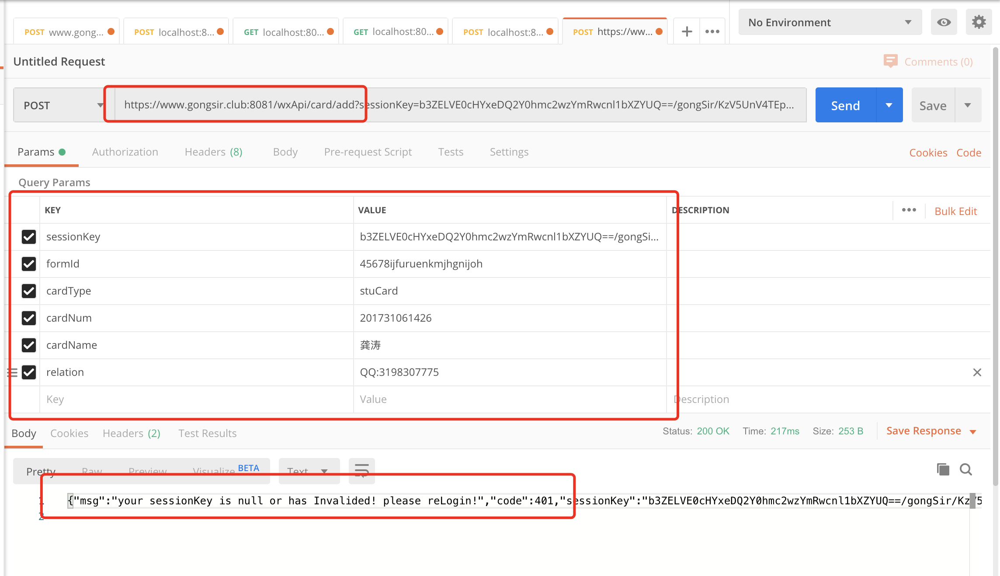 POST www.gong... POST localhost:8... GET localhost:80... GET localhost:80... POST localhost:8... POST https://ww... No Environment
Untitled Request Comments (0)
POST https://www.gongsir.club:8081/wxApi/card/add?sessionKey=b3ZELVE0cHYxeDQ2Y0hmc2wzYmRwcnl1bXZYUQ==/gongSir/KzV5UnV4TEp... Send Save
Params Authorization Headers (8) Body Pre-request Script Tests Settings Cookies Code
Query Params
KEY VALUE DESCRIPTION Bulk Edit
sessionKey b3ZELVE0cHYxeDQ2Y0hmc2wzYmRwcnl1bXZYUQ==/gongSi...
formId 45678ijfuruenkmjhgnijoh
cardType stuCard
cardNum 201731061426
cardName 龚涛
relation QQ:3198307775
Key Value Description
Body Cookies Headers (2) Test Results Status: 200 OK Time: 217ms Size: 253 B Save Response
Pretty Raw Preview Visualize BETA Text
1 {"msg":"your sessionKey is null or has Invalided! please reLogin!","code":401,"sessionKey":"b3ZELVE0cHYxeDQ2Y0hmc2wzYmRwcnl1bXZYUQ==/gongSir/KzV5
2